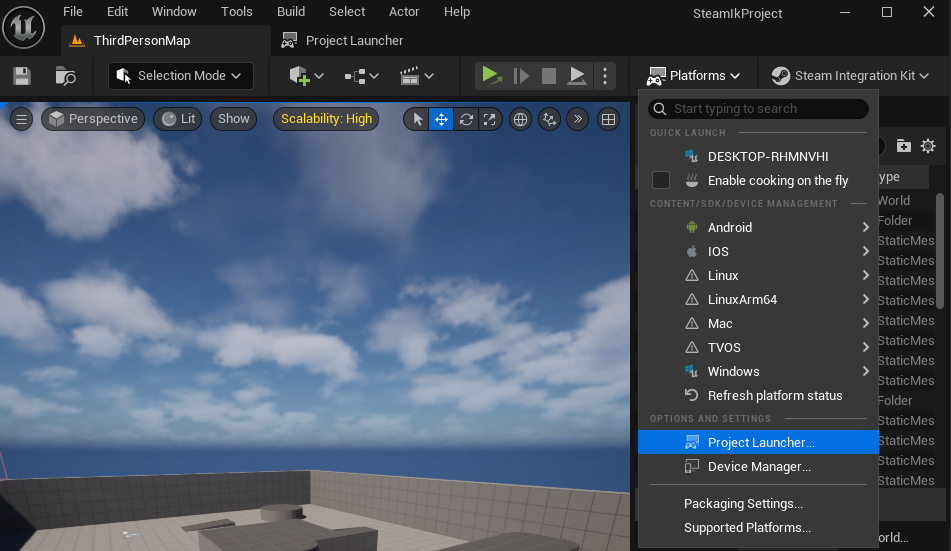 File Edit Window Tools Build Select Actor Help SteamIkProject
ThirdPersonMap Project Launcher
Selection Mode Platforms Steam Integration Kit
Perspective Lit Show Scalability: High
Start typing to search
QUICK LAUNCH
DESKTOP-RHMNVHI
Enable cooking on the fly
ype
CONTENT/SDK/DEVICE MANAGEMENT
World
Android
Folder
StaticMes
IOS
StaticMes
Linux
StaticMes
LinuxArm64
StaticMes
Mac
StaticMes
TVOS
StaticMes
StaticMes
Windows
StaticMes
Refresh platform status
Folder
OPTIONS AND SETTINGS
StaticMes
Project Launcher...
StaticMes
Device Manager...
StaticMes
StaticMes
Packaging Settings...
Supported Platforms...
orld...